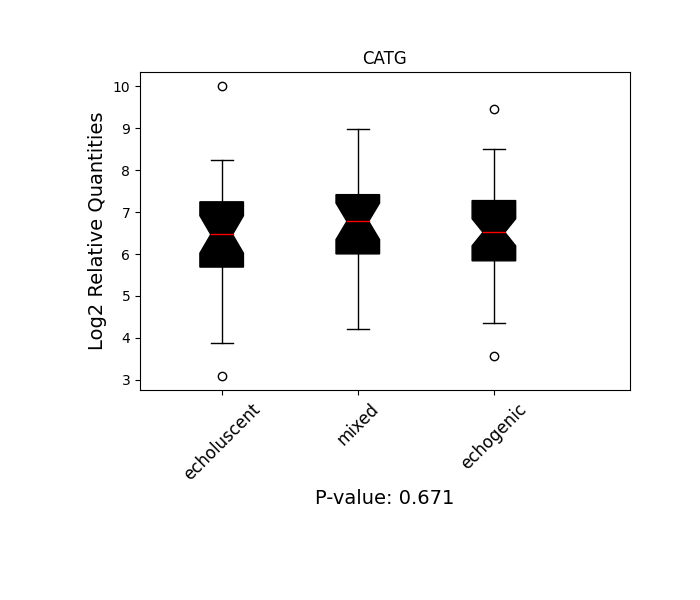 CATG
Log2 Relative Quantities
10
9
8
7
6
5
4
3
echoluscent
mixed
echogenic
P-value: 0.671